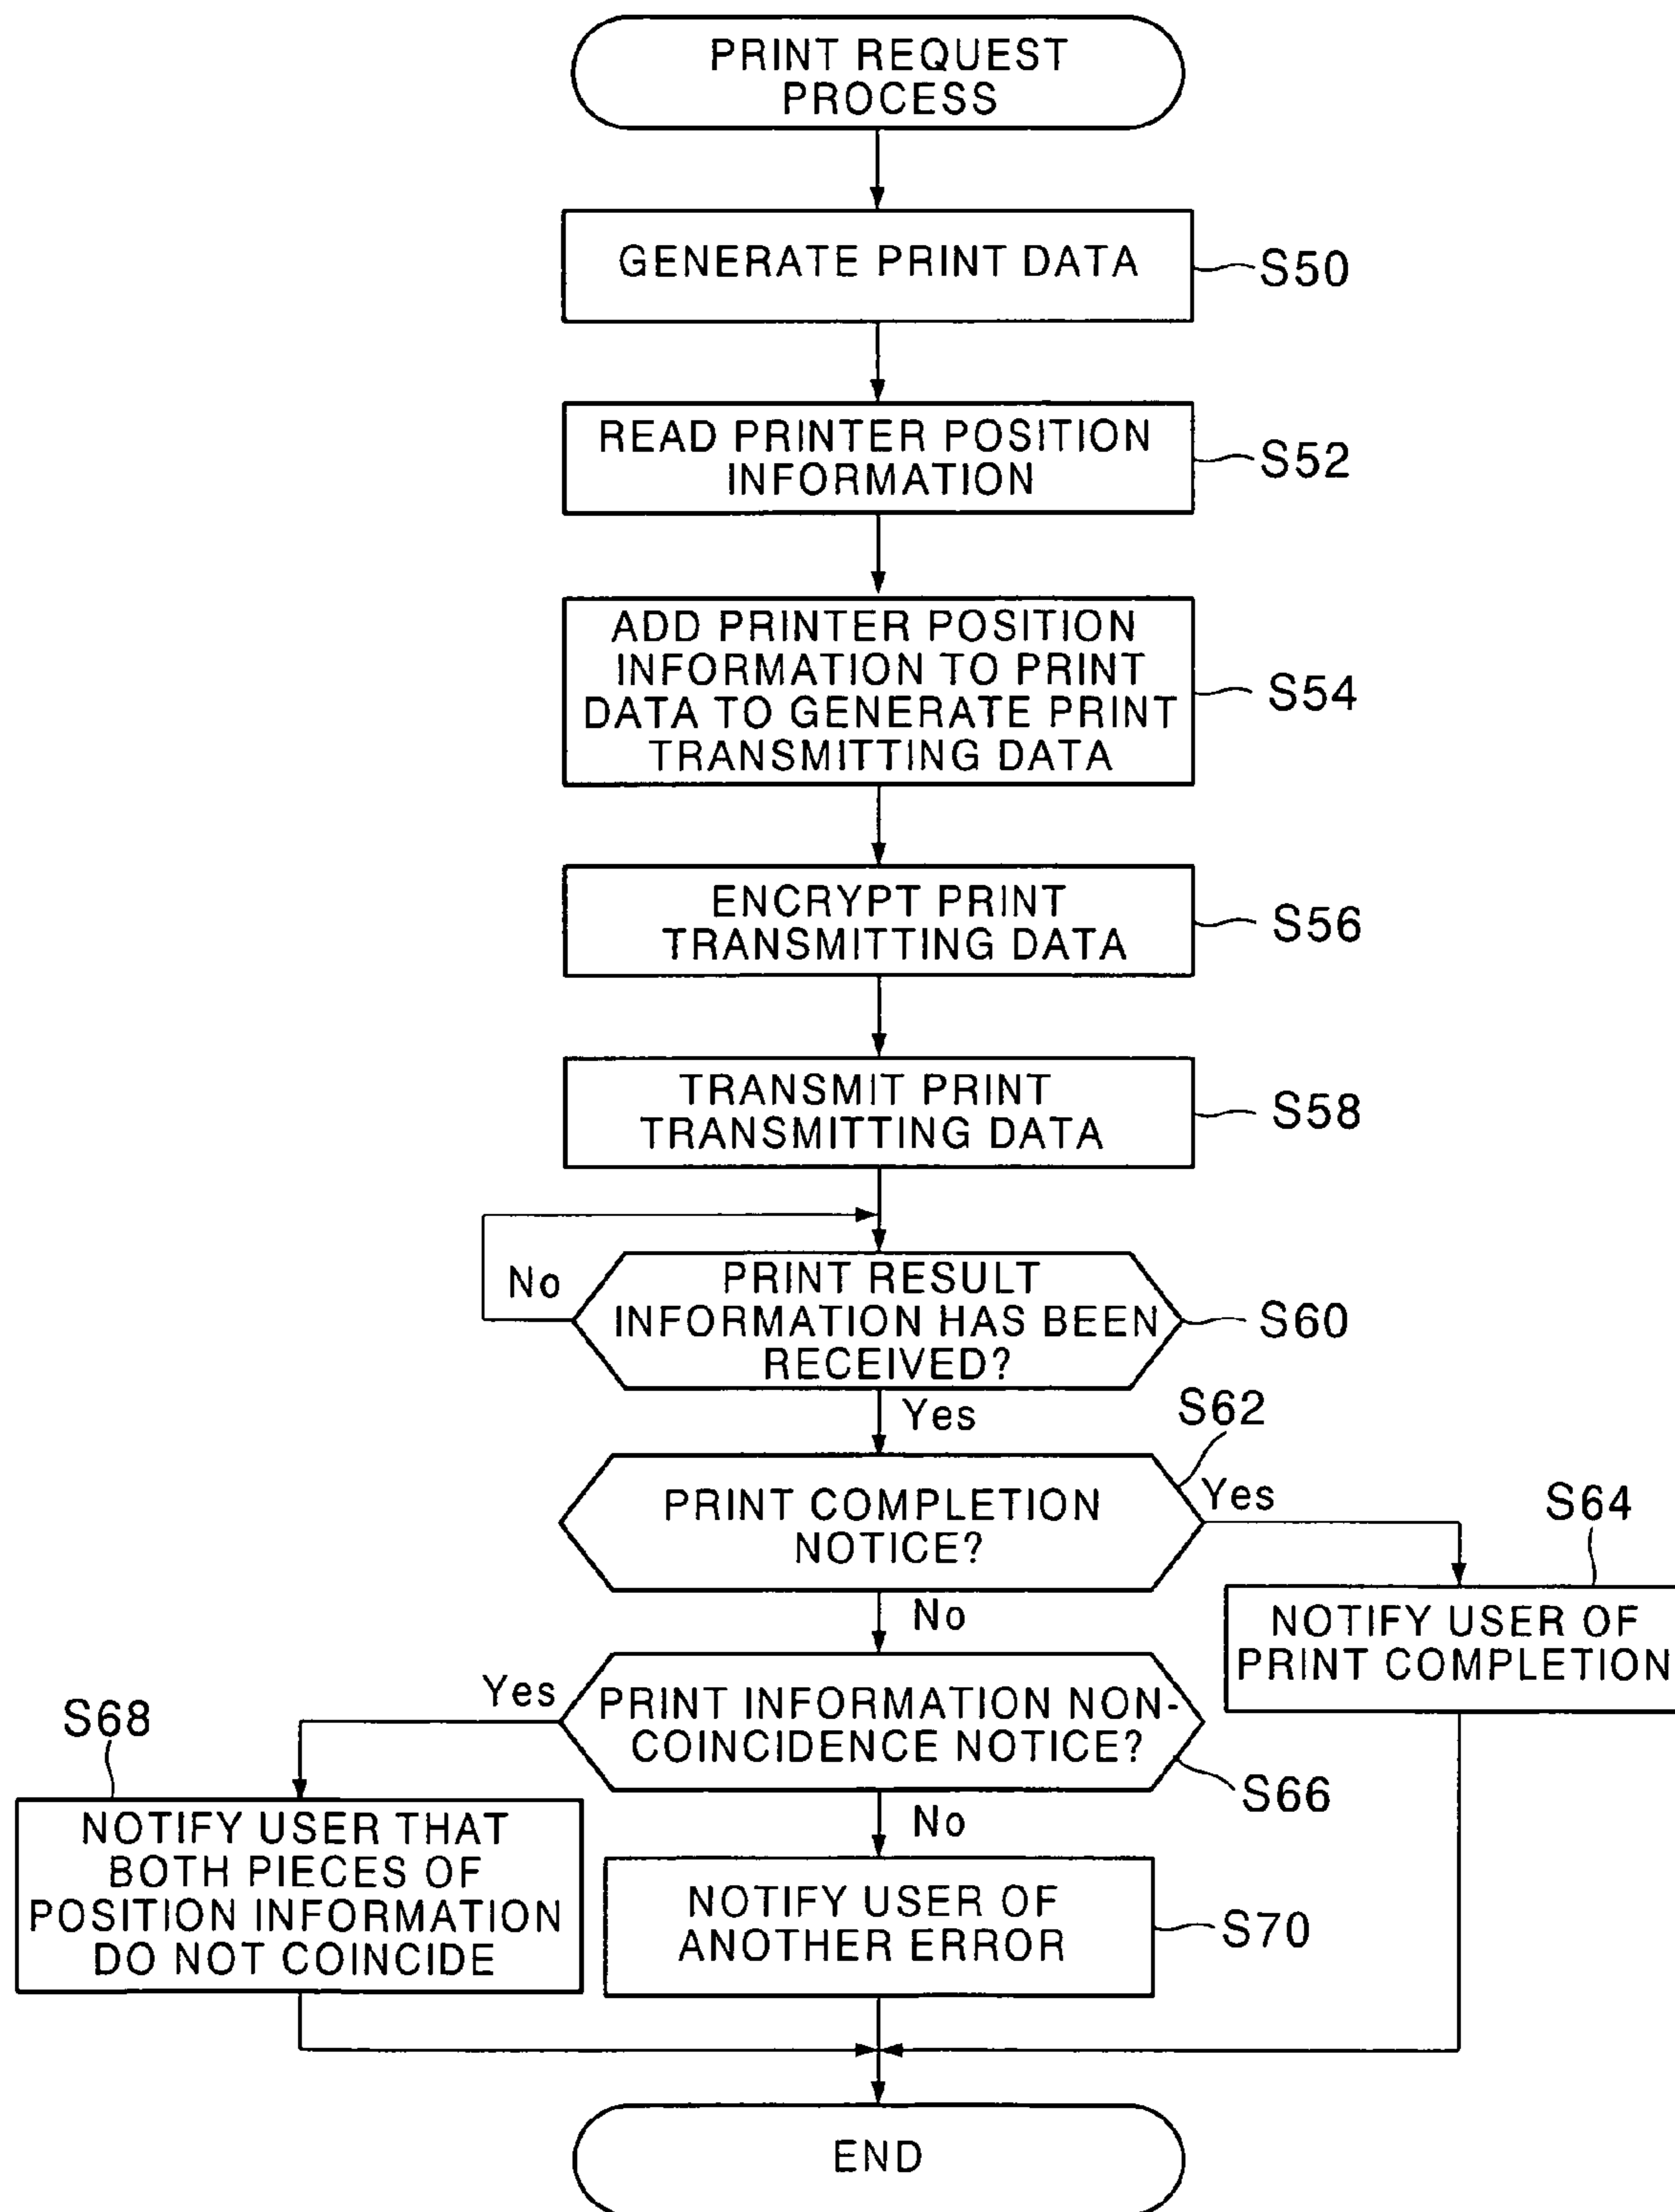 PRINT REQUEST
PROCESS
GENERATE PRINT DATA
S50
READ PRINTER POSITION
INFORMATION
S52
ADD PRINTER POSITION
INFORMATION TO PRINT
DATA TO GENERATE PRINT
TRANSMITTING DATA
S54
ENCRYPT PRINT
TRANSMITTING DATA
S56
TRANSMIT PRINT
TRANSMITTING DATA
S58
No
PRINT RESULT
INFORMATION HAS BEEN
RECEIVED?
S60
Yes
S62
PRINT COMPLETION
NOTICE?
Yes
S64
NOTIFY USER OF
PRINT COMPLETION
No
Yes
PRINT INFORMATION NON-
COINCIDENCE NOTICE?
S66
S68
NOTIFY USER THAT
BOTH PIECES OF
POSITION INFORMATION
DO NOT COINCIDE
No
NOTIFY USER OF
ANOTHER ERROR
S70
END